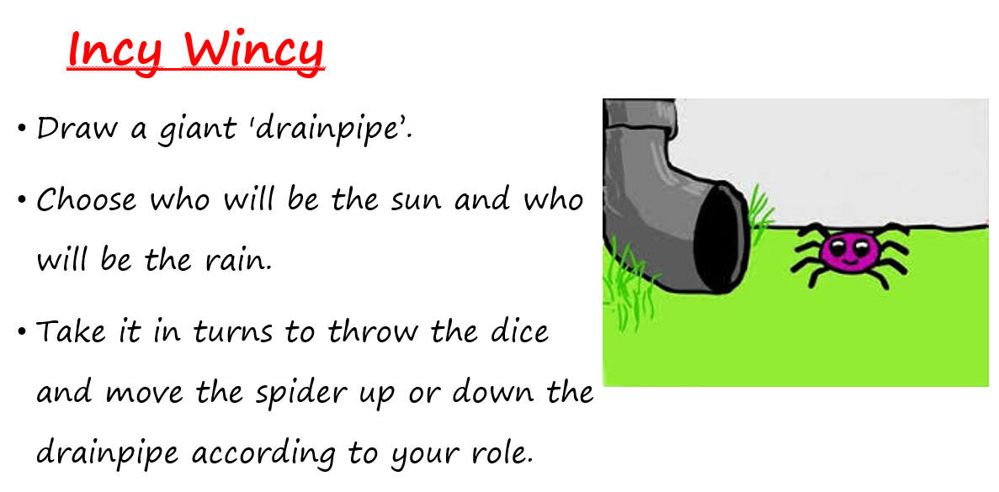 Incy Wincy
• Draw a giant 'drainpipe’.
• Choose who will be the sun and who
will be the rain.
• Take it in turns to throw the dice
and move the spider up or down the
drainpipe according to your role.